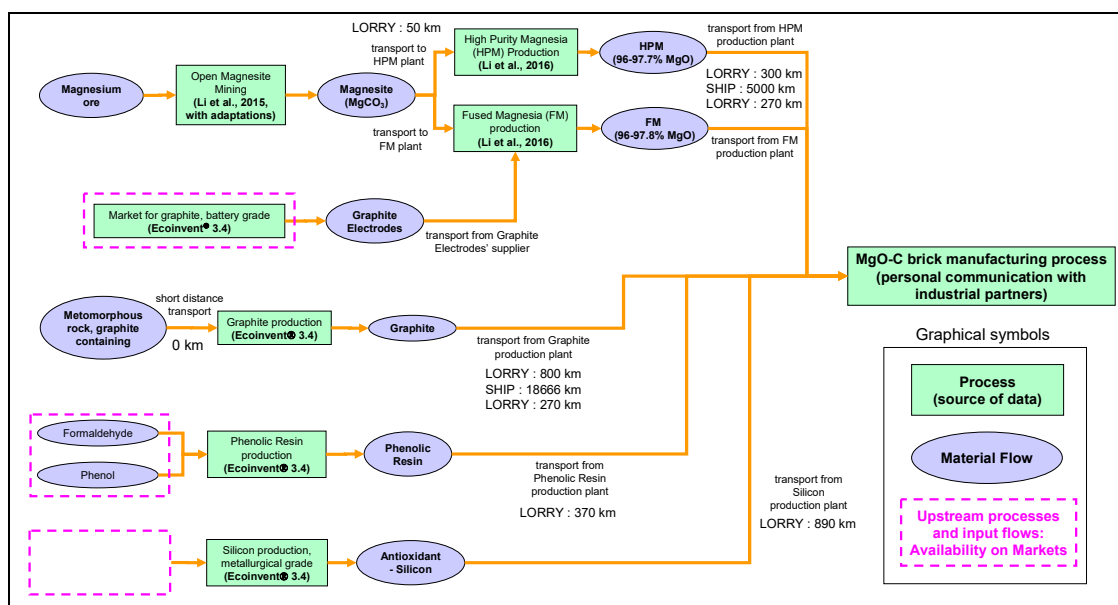 LORRY : 50 km
transport to
HPM plant
High Purity Magnesia
(HPM) Production
(Li et al., 2016)
HPM
(96-97.7% MgO)
transport from HPM
production plant
LORRY : 300 km
SHIP : 5000 km
LORRY : 270 km
Magnesium
ore
Open Magnesite
Mining
(Li et al., 2015,
with adaptations)
Magnesite
(MgCO3)
transport to
FM plant
Fused Magnesia (FM)
production
(Li et al., 2016)
FM
(96-97.8% MgO)
transport from FM
production plant
Market for graphite, battery grade
(Ecoinvent® 3.4)
Graphite
Electrodes
transport from Graphite
Electrodes' supplier
MgO-C brick manufacturing process
(personal communication with
industrial partners)
Metomorphous
rock, graphite
containing
short distance
transport
0 km
Graphite production
(Ecoinvent® 3.4)
Graphite
transport from Graphite
production plant
LORRY : 800 km
SHIP : 18666 km
LORRY : 270 km
Formaldehyde
Phenol
Phenolic Resin
production
(Ecoinvent® 3.4)
Phenolic
Resin
transport from
Phenolic Resin
production plant
LORRY : 370 km
transport from
Silicon
production plant
LORRY : 890 km
Silicon production,
metallurgical grade
(Ecoinvent® 3.4)
Antioxidant
- Silicon
Graphical symbols
Process
(source of data)
Material Flow
Upstream processes
and input flows:
Availability on Markets